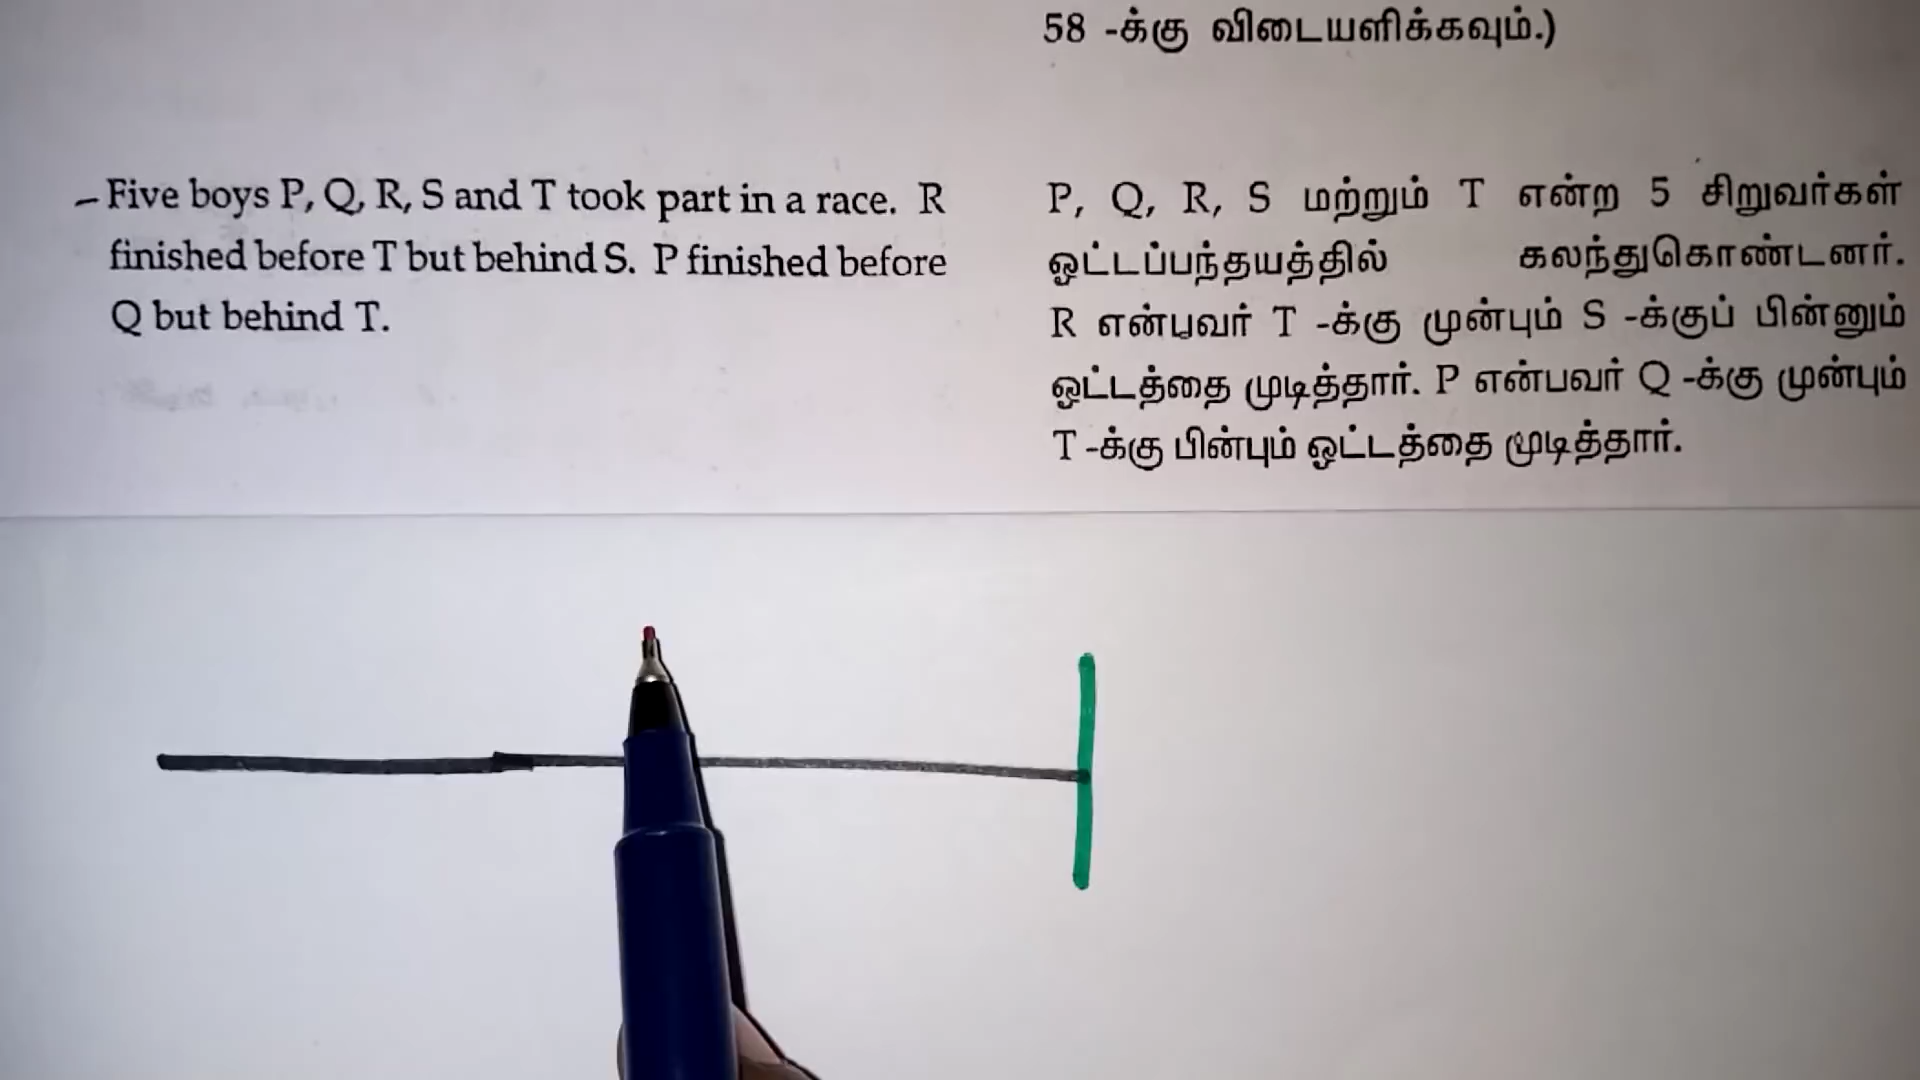 58 -க்கு விடையளிக்கவும்.)
Five boys P, Q, R, S and T took part in a race. R
finished before T but behind S. P finished before
Q but behind T.
P, Q, R, S மற்றும் T என்ற 5 சிறுவர்கள்
ஓட்டப்பந்தயத்தில் கலந்துகொண்டனர்.
R என்பவர் T -க்கு முன்பும் S -க்குப் பின்னும்
ஓட்டத்தை முடித்தார். P என்பவர் Q -க்கு முன்பும்
T -க்கு பின்பும் ஓட்டத்தை முடித்தார்.